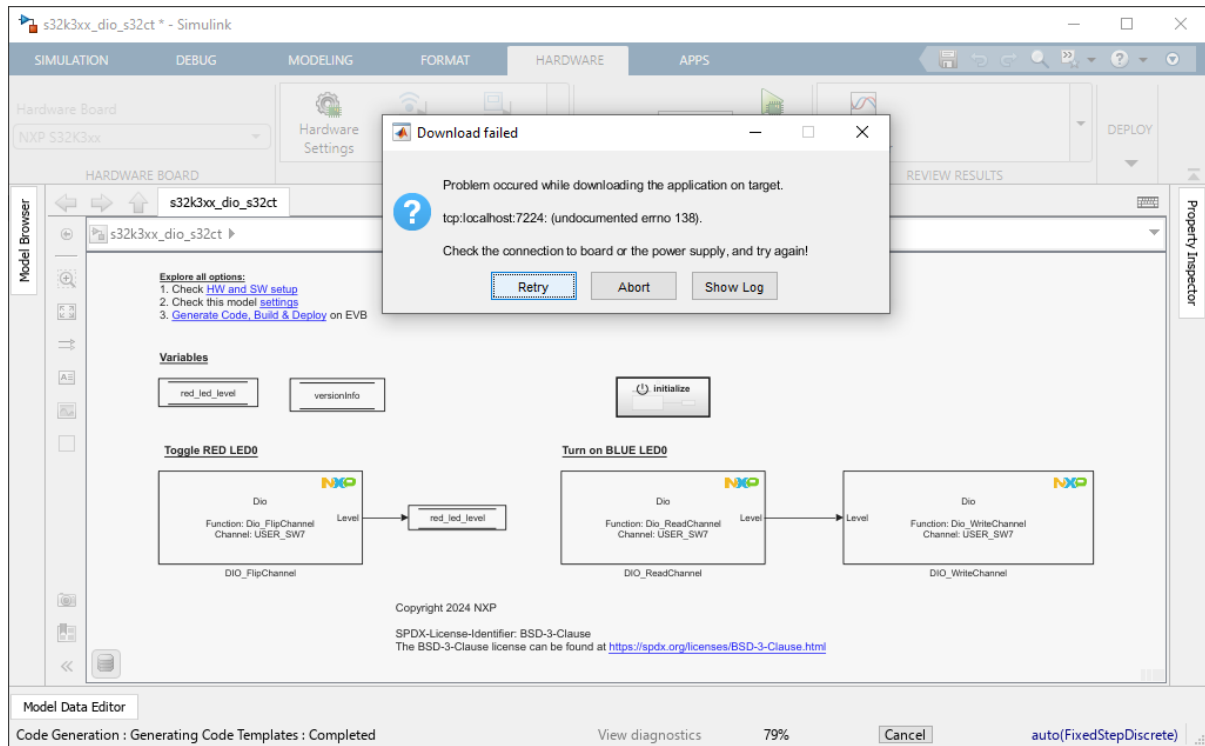 s32k3xx_dio_s32ct * - Simulink
SIMULATION DEBUG MODELING FORMAT HARDWARE APPS
Hardware Board
NXP S32K3xx
Hardware
Settings
HARDWARE BOARD
REVIEW RESULTS
DEPLOY
Download failed
Problem occured while downloading the application on target.
tcp:localhost:7224: (undocumented errno 138).
Check the connection to board or the power supply, and try again!
Retry Abort Show Log
Model Browser
Property Inspector
s32k3xx_dio_s32ct
s32k3xx_dio_s32ct
Explore all options:
1. Check HW and SW setup
2. Check this model settings
3. Generate Code, Build & Deploy on EVB
Variables
red_led_level
versionInfo
initialize
Toggle RED LED0
Turn on BLUE LED0
NXP
Dio
Function: Dio_FlipChannel
Channel: USER_SW7
Level
DIO_FlipChannel
red_led_level
NXP
Dio
Function: Dio_ReadChannel
Channel: USER_SW7
Level
DIO_ReadChannel
NXP
Level
Dio
Function: Dio_WriteChannel
Channel: USER_SW7
DIO_WriteChannel
Copyright 2024 NXP
SPDX-License-Identifier: BSD-3-Clause
The BSD-3-Clause license can be found at https://spdx.org/licenses/BSD-3-Clause.html
Model Data Editor
Code Generation : Generating Code Templates : Completed
View diagnostics
79%
Cancel
auto(FixedStepDiscrete)